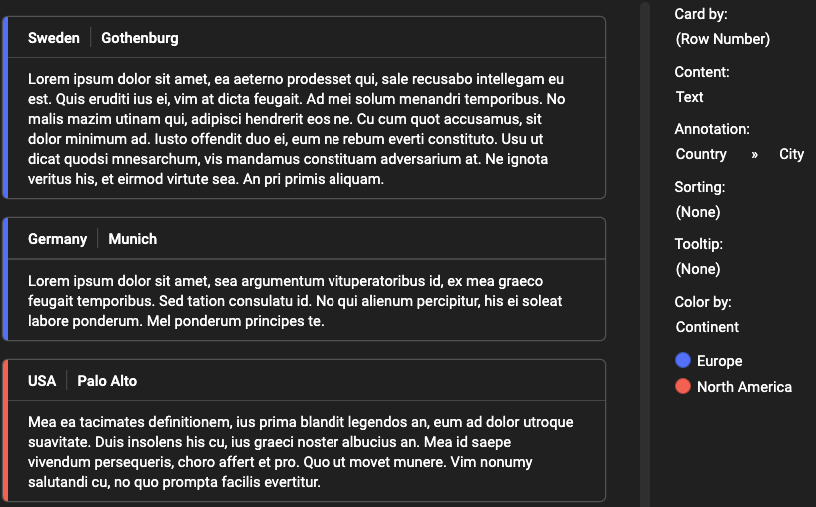 Sweden Gothenburg
Lorem ipsum dolor sit amet, ea aeterno prodesset qui, sale recusabo intellegam eu
est. Quis eruditi ius ei, vim at dicta feugait. Ad mei solum menandri temporibus. No
malis mazim utinam qui, adipisci hendrerit eos ne. Cu cum quot accusamus, sit
dolor minimum ad. Iusto offendit duo ei, eum ne rebum everti constituto. Usu ut
dicat quodsi mnesarchum, vis mandamus constituam adversarium at. Ne ignota
veritus his, et eirmod virtute sea. An pri primis aliquam.
Germany Munich
Lorem ipsum dolor sit amet, sea argumentum vituperatoribus id, ex mea graeco
feugait temporibus. Sed tation consulatu id. No qui alienum percipitur, his ei soleat
labore ponderum. Mel ponderum principes te.
USA Palo Alto
Mea ea tacimates definitionem, ius prima blandit legendos an, eum ad dolor utroque
suavitate. Duis insolens his cu, ius graeci noster albucius an. Mea id saepe
vivendum persequeris, choro affert et pro. Quo ut movet munere. Vim nonumy
salutandi cu, no quo prompta facilis evertitur.
Card by:
(Row Number)
Content:
Text
Annotation:
Country » City
Sorting:
(None)
Tooltip:
(None)
Color by:
Continent
Europe
North America